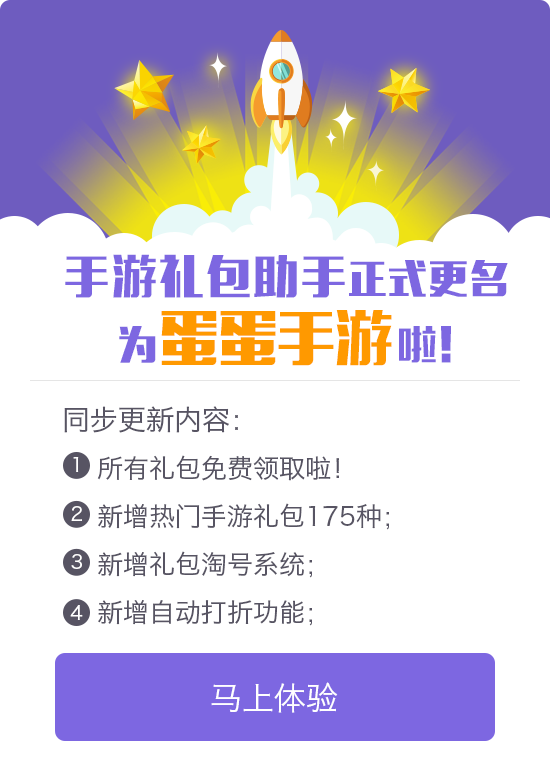 手游礼包助手正式更名
为蛋蛋手游啦!
同步更新内容:
1 所有礼包免费领取啦!
2 新增热门手游礼包175种;
3 新增礼包淘号系统;
4 新增自动打折功能;
马上体验